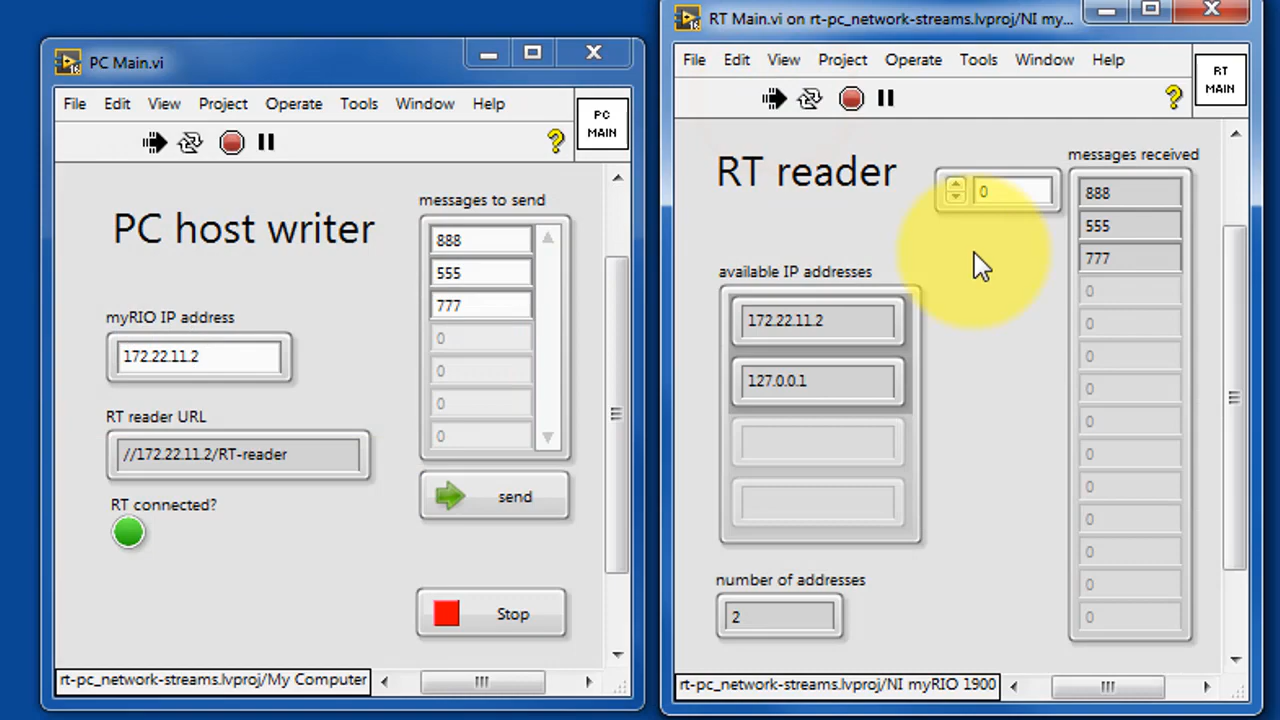 PC Main.vi
File Edit View Project Operate Tools Window Help
PC
MAIN
PC host writer
messages to send
888
555
777
0
0
0
0
myRIO IP address
172.22.11.2
RT reader URL
//172.22.11.2/RT-reader
RT connected?
send
Stop
rt-pc_network-streams.lvproj/My Computer
RT Main.vi on rt-pc_network-streams.lvproj/NI my...
File Edit View Project Operate Tools Window Help
RT
MAIN
RT reader
0
messages received
888
555
777
0
0
0
0
0
0
0
0
0
0
0
available IP addresses
172.22.11.2
127.0.0.1
number of addresses
2
rt-pc_network-streams.lvproj/NI myRIO 1900